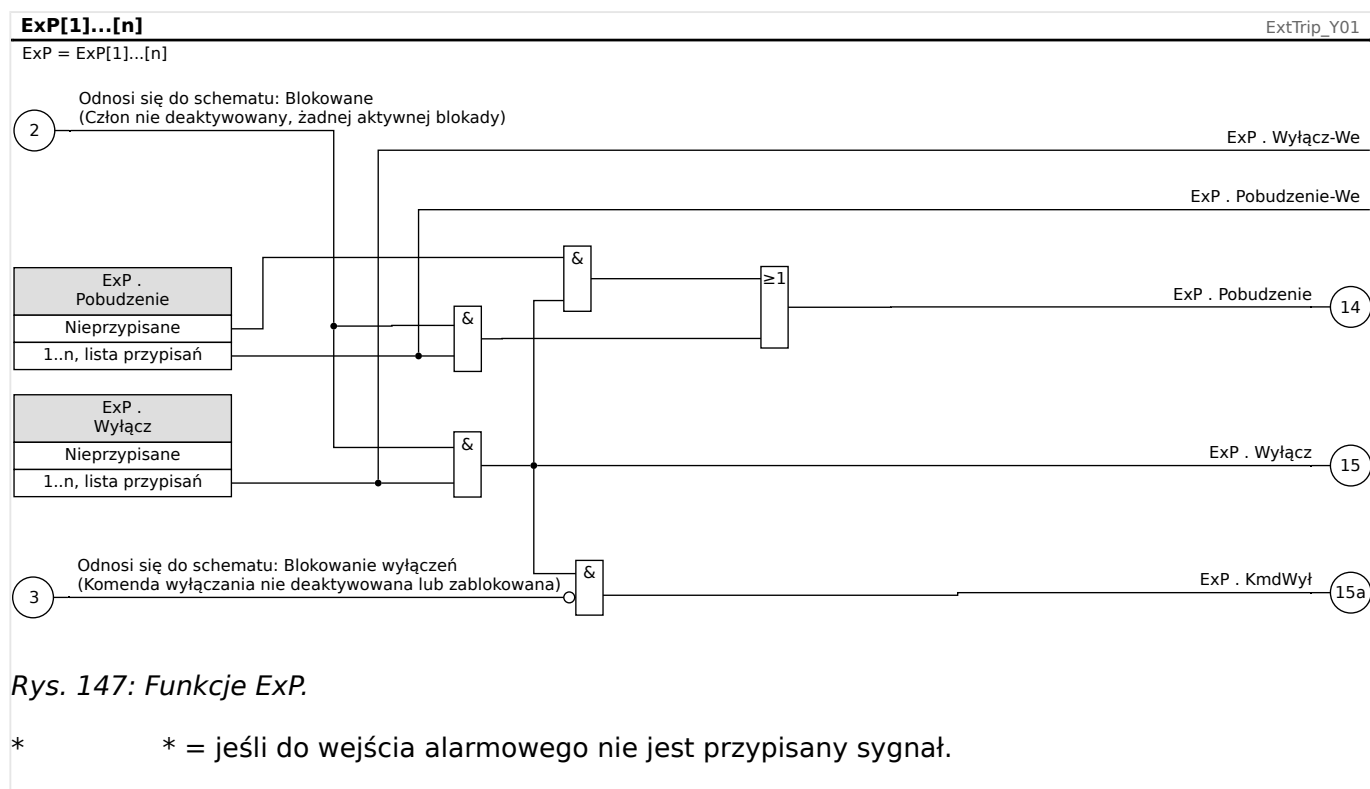 ExP[1]...[n]
ExtTrip_Y01
ExP = ExP[1]...[n]
Odnosi się do schematu: Blokowane
(Człon nie deaktywowany, żadnej aktywnej blokady)
2
ExP . Wyłącz-We
ExP . Pobudzenie-We
&
ExP .
Pobudzenie
≥1
ExP . Pobudzenie
14
Nieprzypisane
&
1..n, lista przypisań
ExP .
Wyłącz
&
Nieprzypisane
ExP . Wyłącz
15
1..n, lista przypisań
Odnosi się do schematu: Blokowanie wyłączeń
(Komenda wyłączania nie deaktywowana lub zablokowana)
3
&
ExP . KmdWył
15a
Rys. 147: Funkcje ExP.
* * = jeśli do wejścia alarmowego nie jest przypisany sygnał.